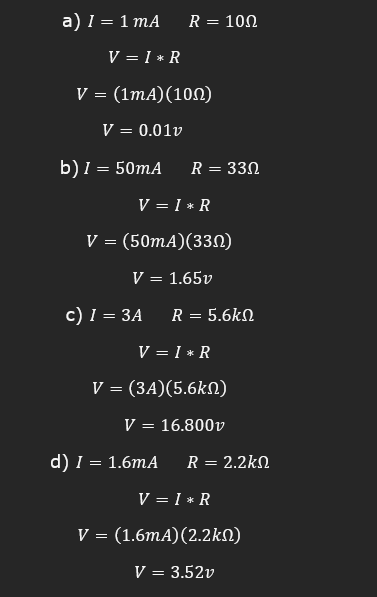 a) I = 1 mA R = 10Ω
V = I ∗ R
V = (1mA)(10Ω)
V = 0.01v
b) I = 50mA R = 33Ω
V = I ∗ R
V = (50mA)(33Ω)
V = 1.65v
c) I = 3A R = 5.6kΩ
V = I ∗ R
V = (3A)(5.6kΩ)
V = 16.800v
d) I = 1.6mA R = 2.2kΩ
V = I ∗ R
V = (1.6mA)(2.2kΩ)
V = 3.52v